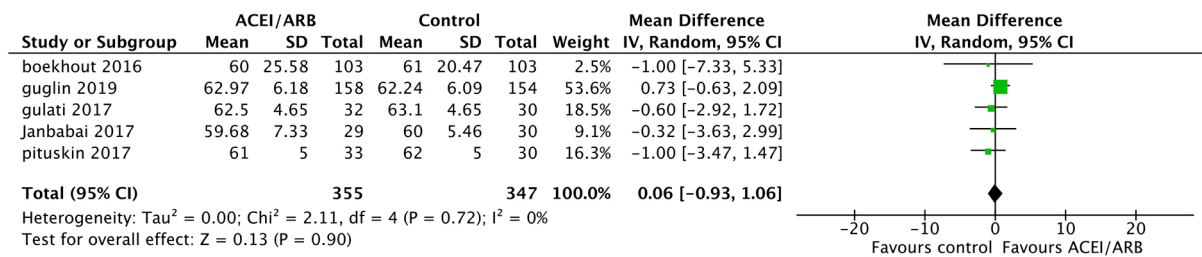 ACEI/ARB Control Mean Difference Mean Difference
Study or Subgroup Mean SD Total Mean SD Total Weight IV, Random, 95% CI IV, Random, 95% CI
boekhout 2016 60 25.58 103 61 20.47 103 2.5% -1.00 [-7.33, 5.33]
guglin 2019 62.97 6.18 158 62.24 6.09 154 53.6% 0.73 [-0.63, 2.09]
gulati 2017 62.5 4.65 32 63.1 4.65 30 18.5% -0.60 [-2.92, 1.72]
Janbabai 2017 59.68 7.33 29 60 5.46 30 9.1% -0.32 [-3.63, 2.99]
pituskin 2017 61 5 33 62 5 30 16.3% -1.00 [-3.47, 1.47]
Total (95% CI) 355 347 100.0% 0.06 [-0.93, 1.06]
Heterogeneity: Tau² = 0.00; Chi² = 2.11, df = 4 (P = 0.72); I² = 0%
Test for overall effect: Z = 0.13 (P = 0.90)
-20 -10 0 10 20
Favours control Favours ACEI/ARB